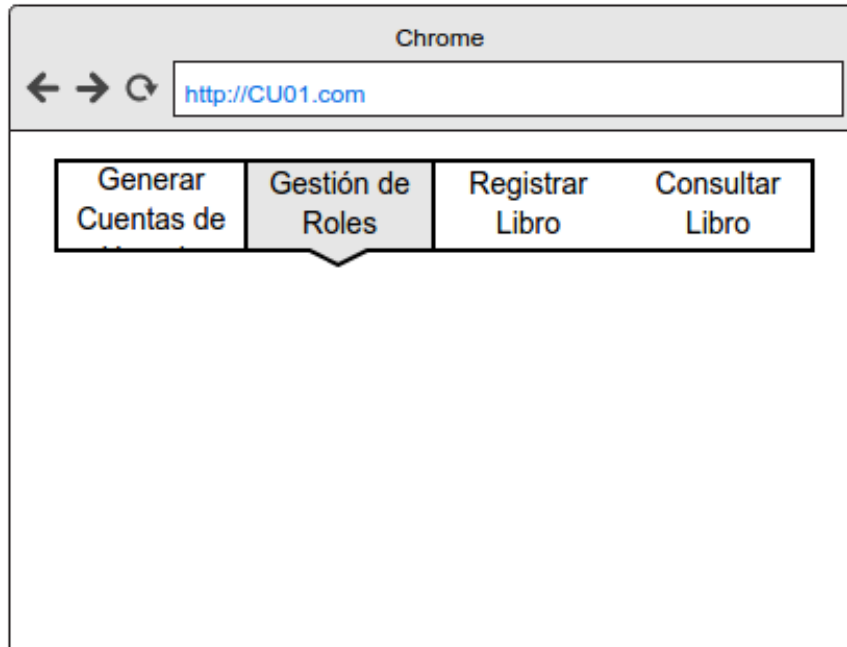 Chrome
http://CU01.com
Generar
Cuentas de
Gestión de
Roles
Registrar
Libro
Consultar
Libro